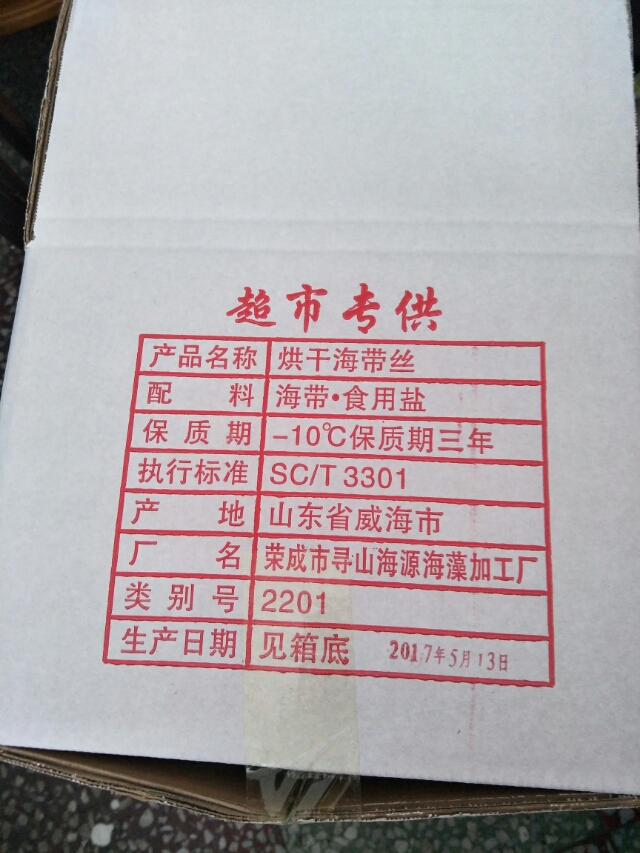 超市专供
产品名称 烘干海带丝
配料 海带·食用盐
保质期 -10℃保质期三年
执行标准 SC/T 3301
产地 山东省威海市
厂名 荣成市寻山海源海藻加工厂
类别号 2201
生产日期 见箱底 2017年5月13日